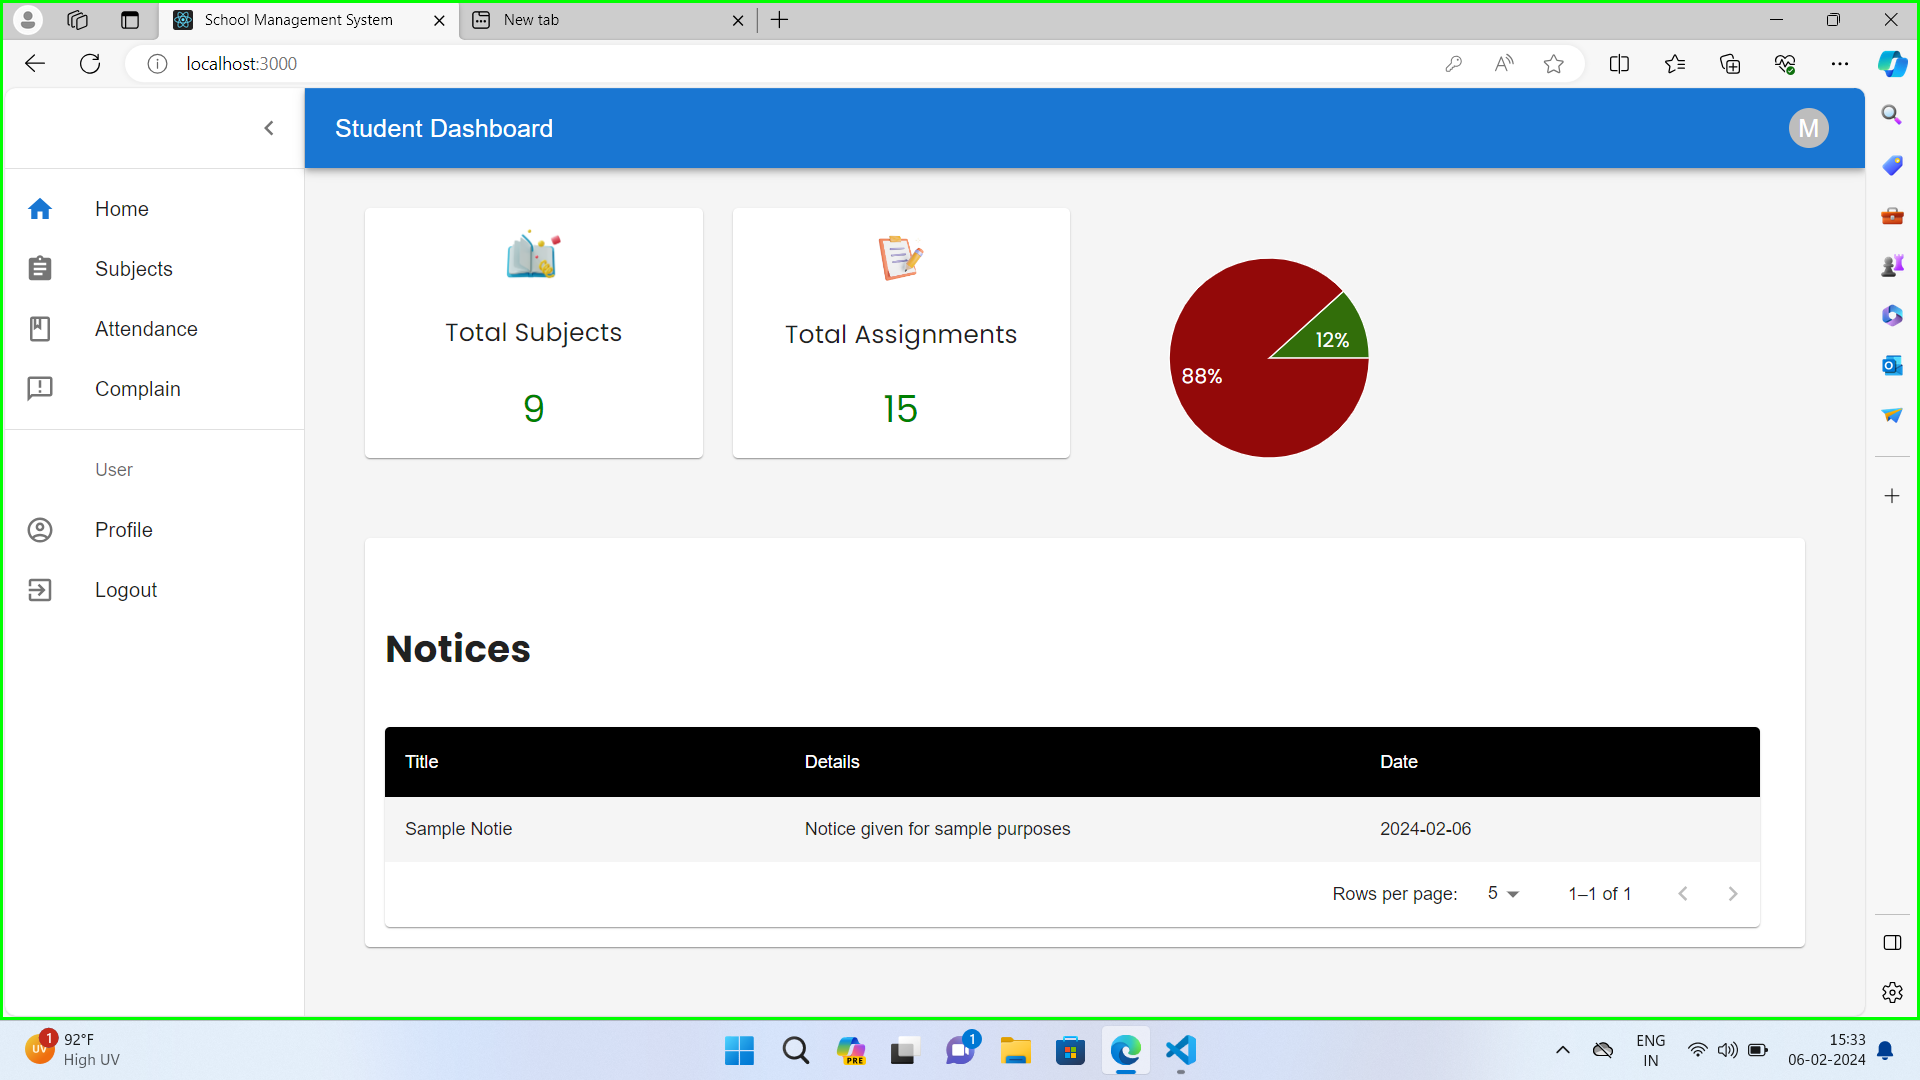 School Management System
New tab
localhost:3000
Student Dashboard
M
Home
Subjects
Attendance
Complain
User
Profile
Logout
Total Subjects
9
Total Assignments
15
12%
88%
Notices
Title Details Date
Sample Notie Notice given for sample purposes 2024-02-06
Rows per page: 5 1–1 of 1
1
UV
92°F
High UV
PRE
1
ENG
IN
15:33
06-02-2024